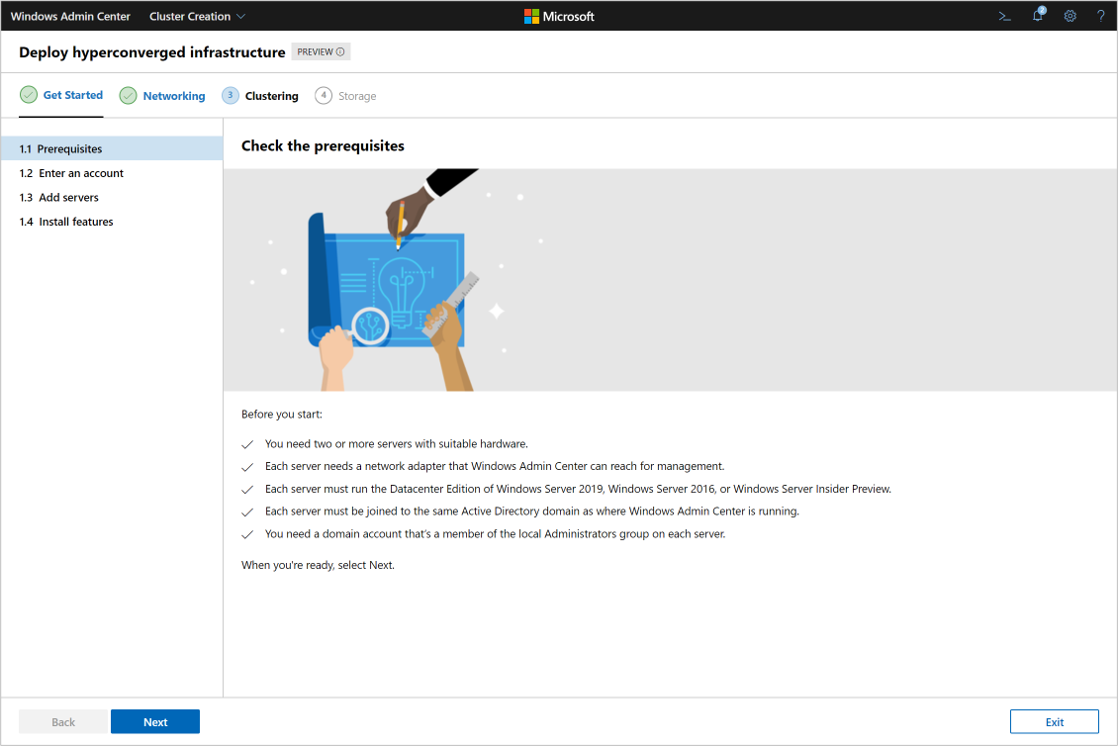 Windows Admin Center Cluster Creation Microsoft 2 ?
Deploy hyperconverged infrastructure PREVIEW
Get Started Networking 3 Clustering 4 Storage
1.1 Prerequisites
1.2 Enter an account
1.3 Add servers
1.4 Install features
Check the prerequisites
Before you start:
You need two or more servers with suitable hardware.
Each server needs a network adapter that Windows Admin Center can reach for management.
Each server must run the Datacenter Edition of Windows Server 2019, Windows Server 2016, or Windows Server Insider Preview.
Each server must be joined to the same Active Directory domain as where Windows Admin Center is running.
You need a domain account that's a member of the local Administrators group on each server.
When you're ready, select Next.
Back Next Exit